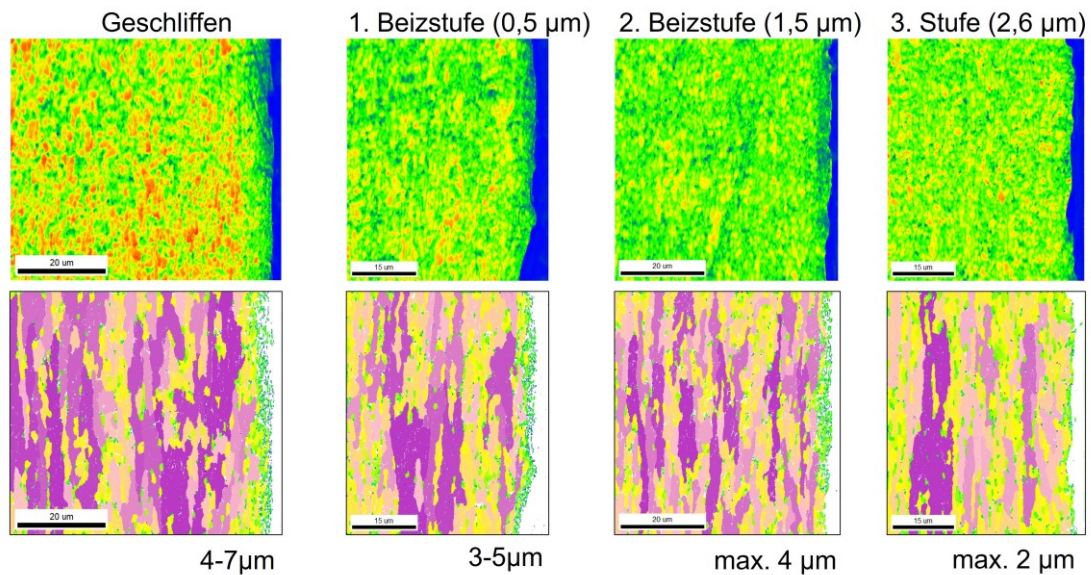 Geschliffen
1. Beizstufe (0,5 µm)
2. Beizstufe (1,5 µm)
3. Stufe (2,6 µm)
20 um
15 um
20 um
15 um
20 um
15 um
20 um
15 um
4-7µm
3-5µm
max. 4 µm
max. 2 µm